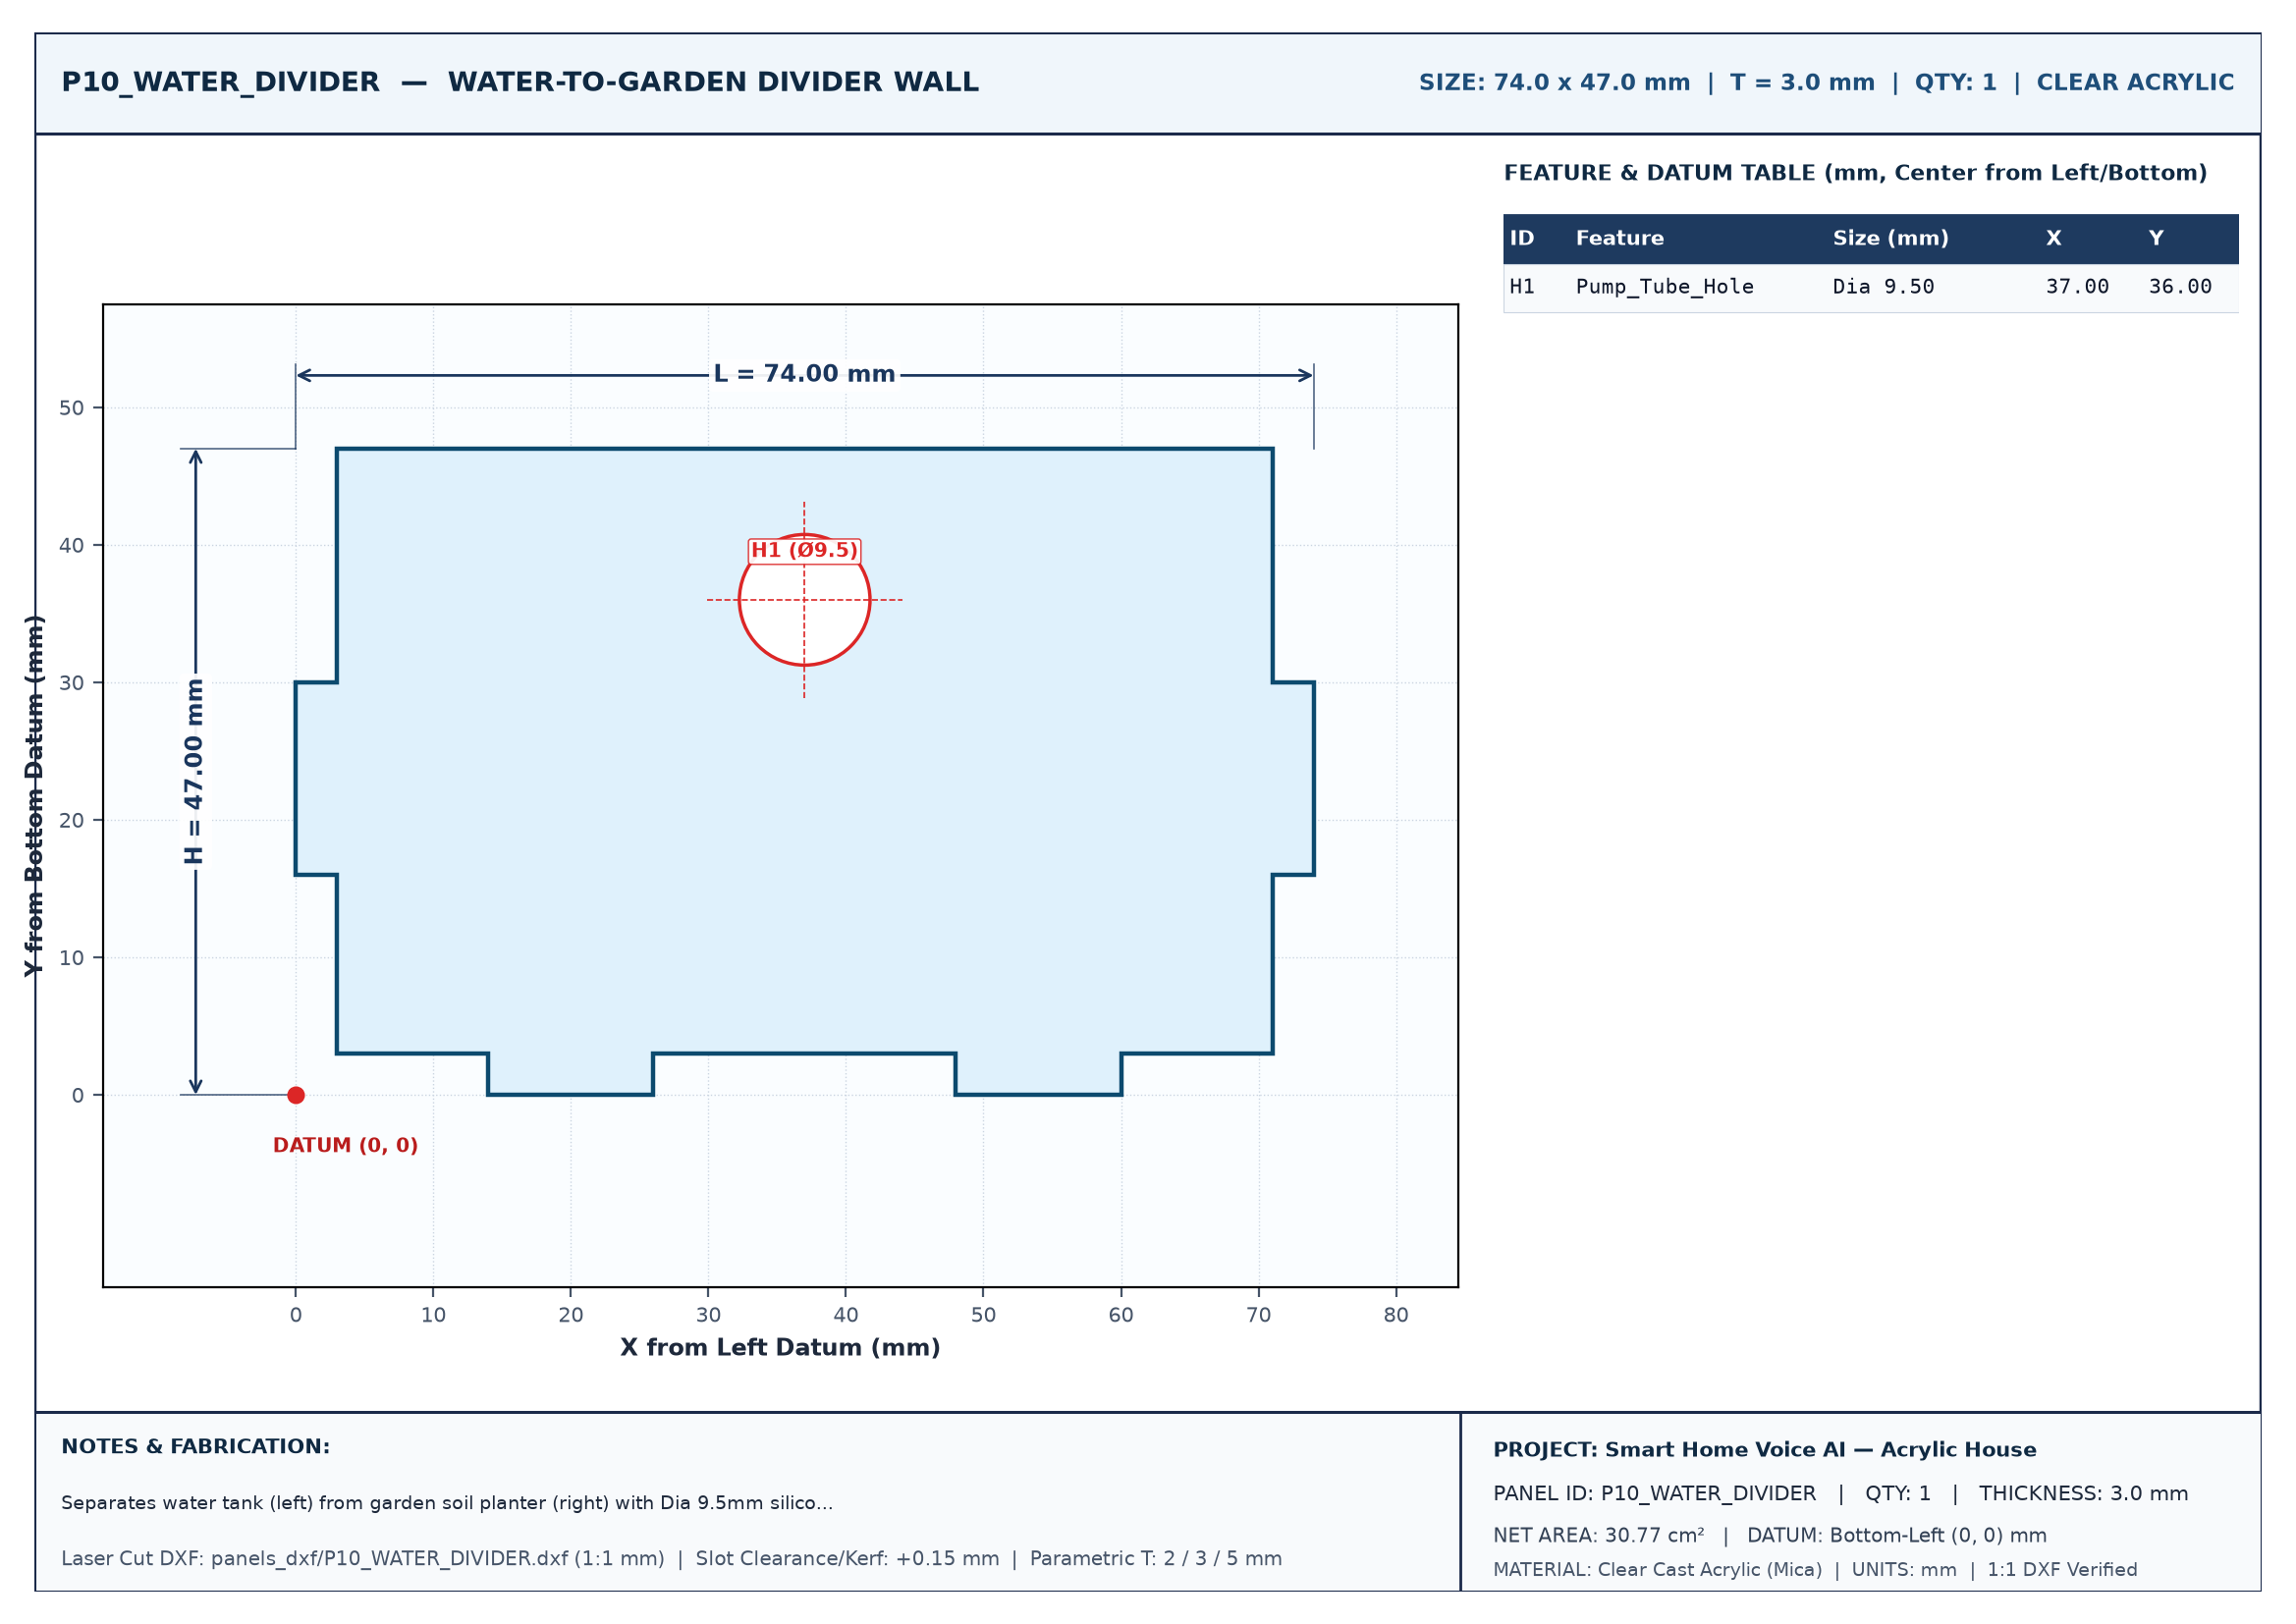 P10_WATER_DIVIDER — WATER-TO-GARDEN DIVIDER WALL
SIZE: 74.0 x 47.0 mm | T = 3.0 mm | QTY: 1 | CLEAR ACRYLIC
FEATURE & DATUM TABLE (mm, Center from Left/Bottom)
ID Feature Size (mm) X Y
H1 Pump_Tube_Hole Dia 9.50 37.00 36.00
L = 74.00 mm
H = 47.00 mm
H1 (Ø9.5)
DATUM (0, 0)
Y from Bottom Datum (mm)
50
40
30
20
10
0
0 10 20 30 40 50 60 70 80
X from Left Datum (mm)
NOTES & FABRICATION:
Separates water tank (left) from garden soil planter (right) with Dia 9.5mm silico...
Laser Cut DXF: panels_dxf/P10_WATER_DIVIDER.dxf (1:1 mm) | Slot Clearance/Kerf: +0.15 mm | Parametric T: 2 / 3 / 5 mm
PROJECT: Smart Home Voice AI — Acrylic House
PANEL ID: P10_WATER_DIVIDER | QTY: 1 | THICKNESS: 3.0 mm
NET AREA: 30.77 cm² | DATUM: Bottom-Left (0, 0) mm
MATERIAL: Clear Cast Acrylic (Mica) | UNITS: mm | 1:1 DXF Verified